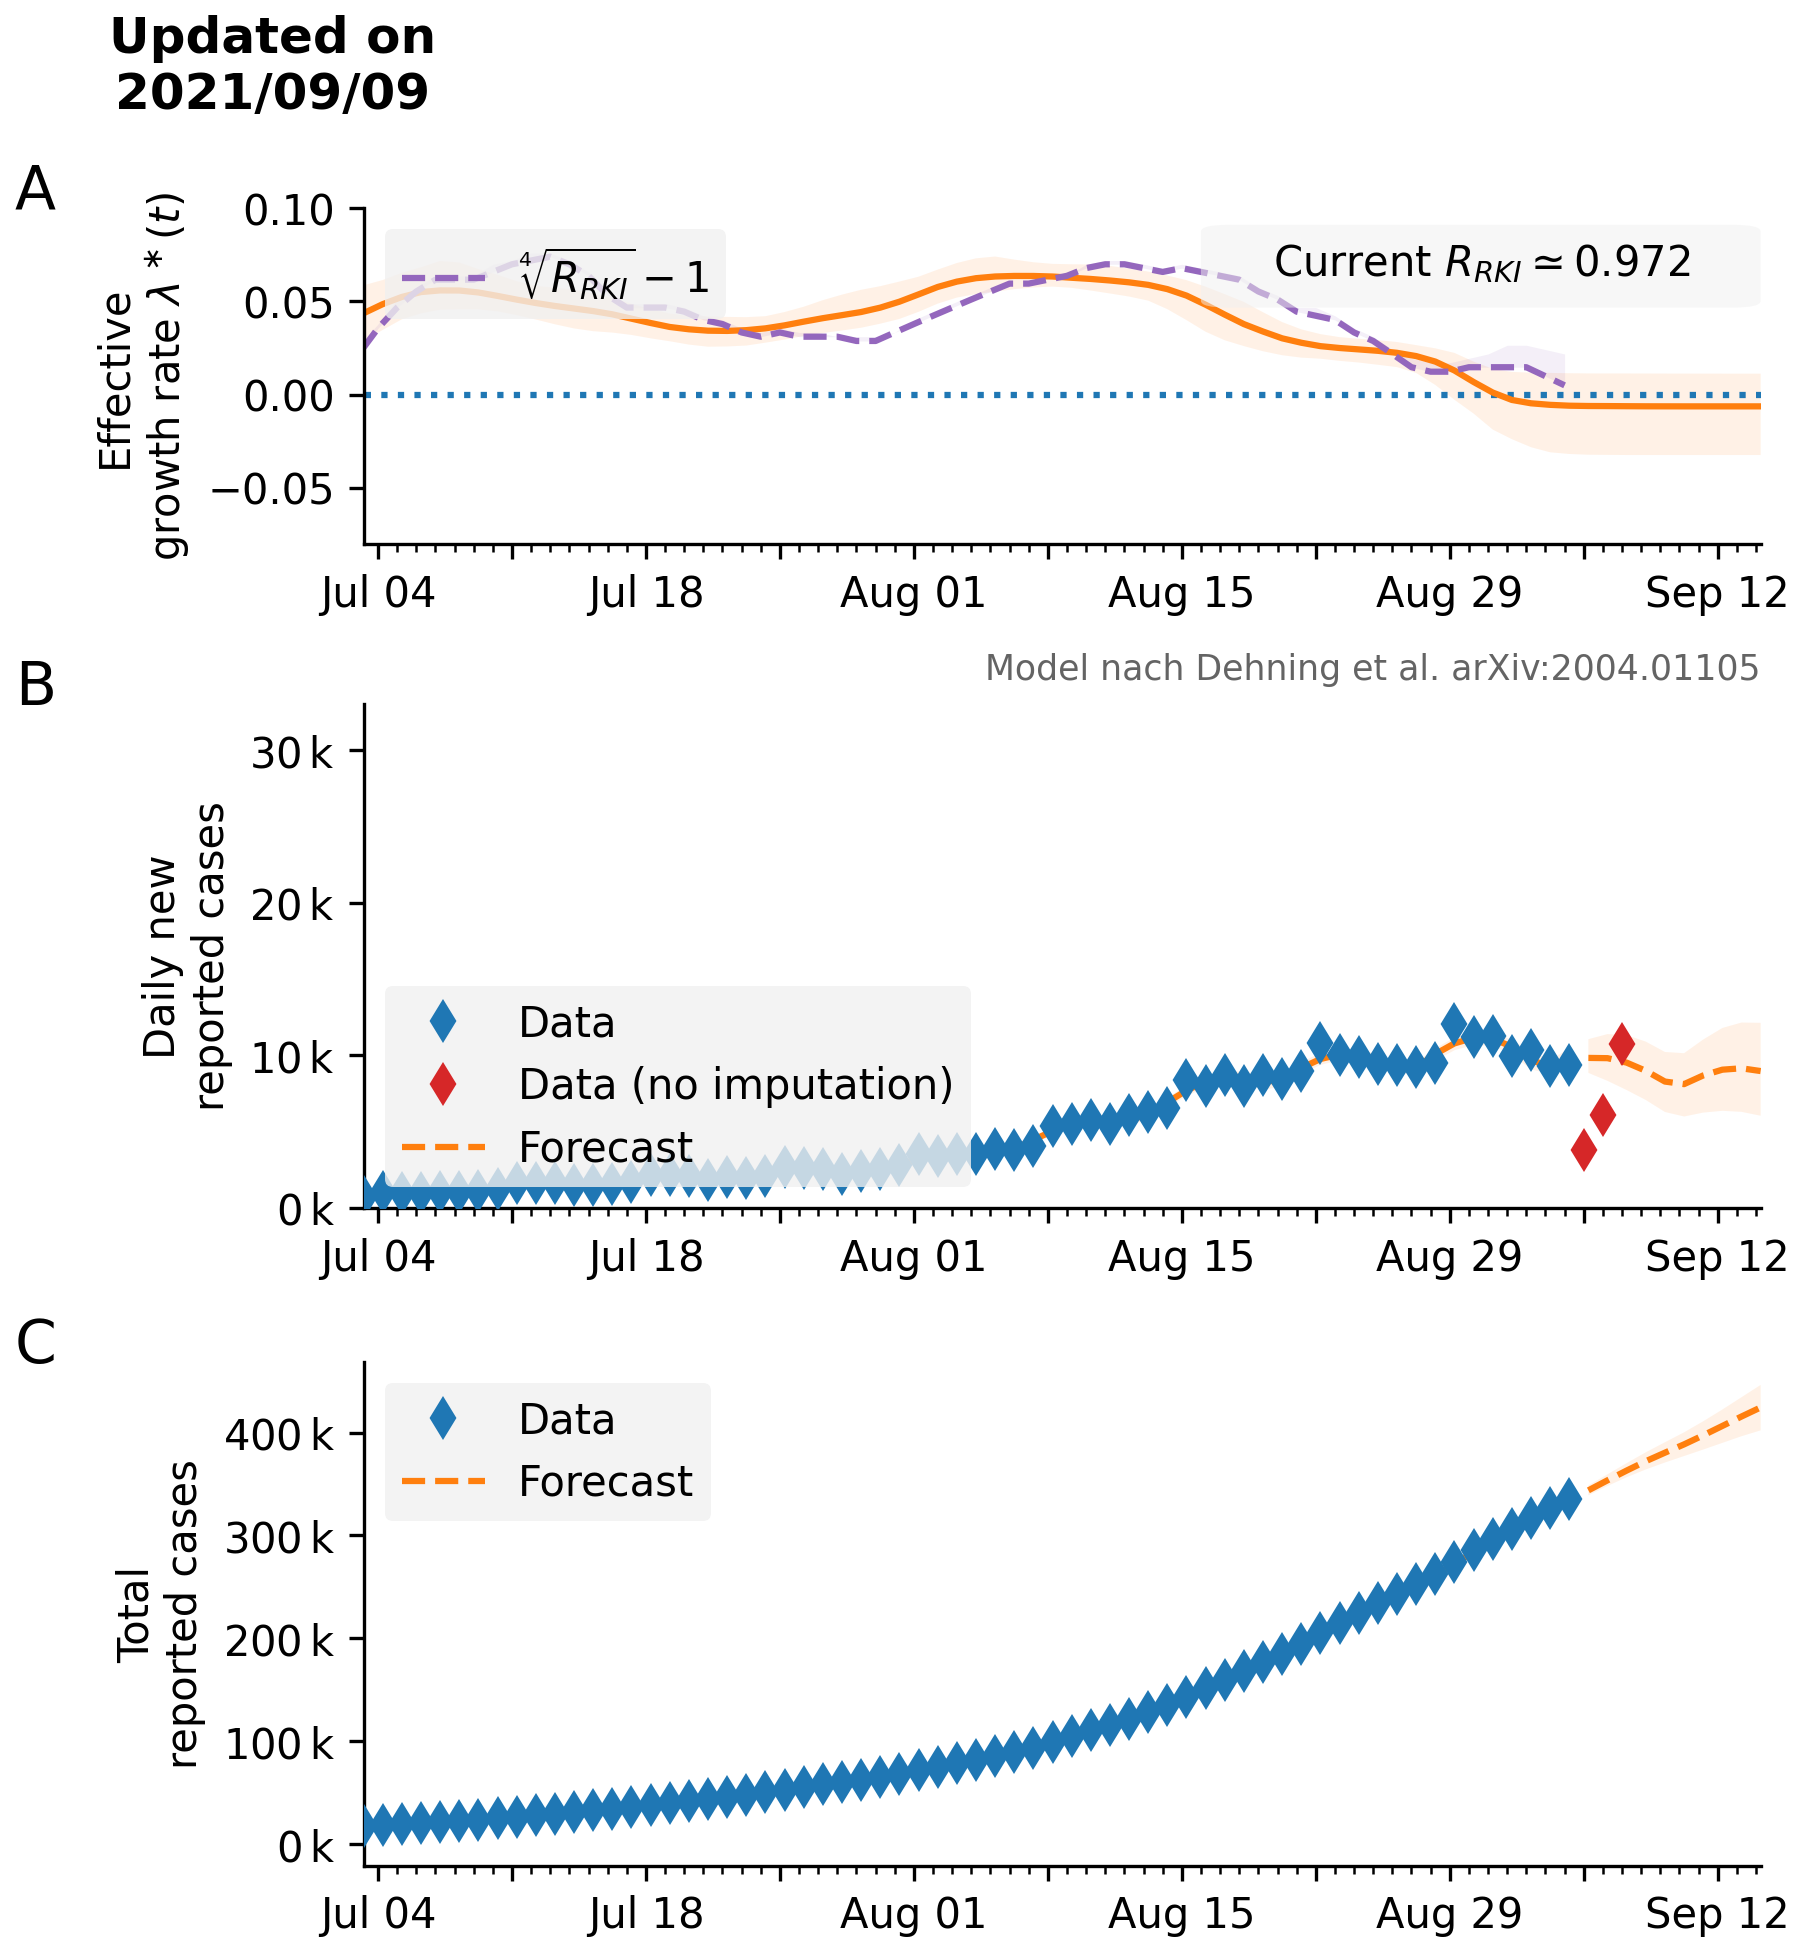 Updated on
2021/09/09
A
Effective
growth rate λ * (t)
0.10
0.05
0.00
−0.05
∜R_RKI − 1
Current R_RKI ≃ 0.972
Jul 04 Jul 18 Aug 01 Aug 15 Aug 29 Sep 12
Model nach Dehning et al. arXiv:2004.01105
B
Daily new
reported cases
30 k
20 k
10 k
0 k
Data
Data (no imputation)
Forecast
Jul 04 Jul 18 Aug 01 Aug 15 Aug 29 Sep 12
C
Total
reported cases
400 k
300 k
200 k
100 k
0 k
Data
Forecast
Jul 04 Jul 18 Aug 01 Aug 15 Aug 29 Sep 12